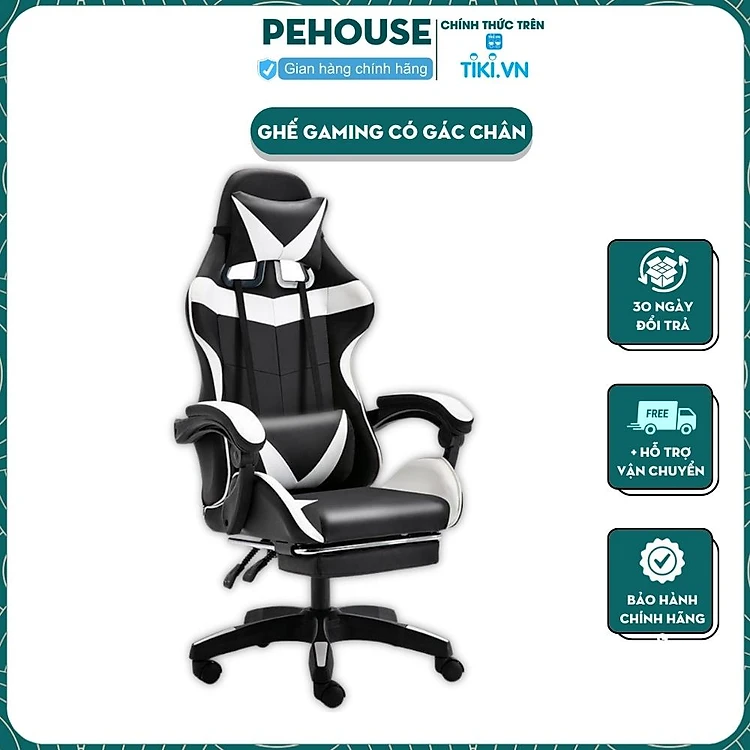 PEHOUSE
Gian hàng chính hãng
CHÍNH THỨC TRÊN
TIKI.VN
GHẾ GAMING CÓ GÁC CHÂN
30 NGÀY
ĐỔI TRẢ
FREE
+ HỖ TRỢ
VẬN CHUYỂN
BẢO HÀNH
CHÍNH HÃNG